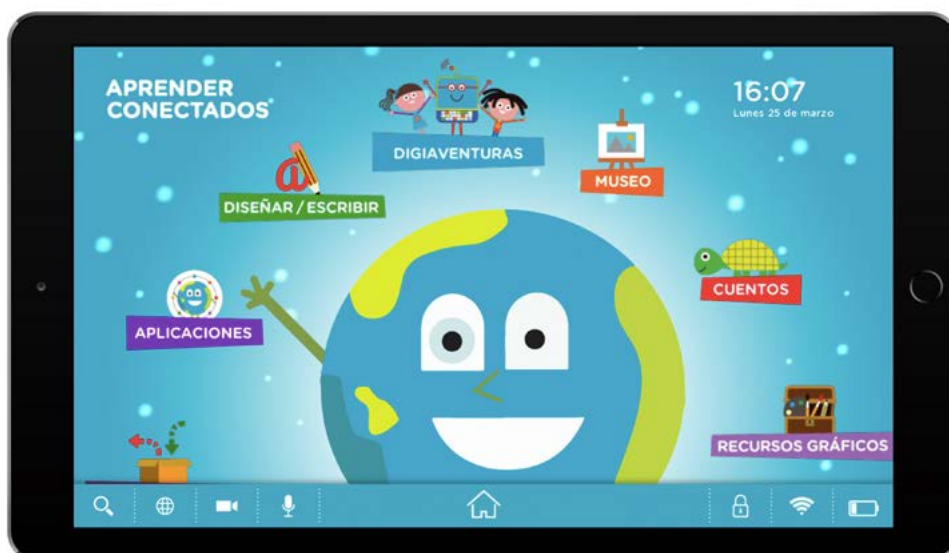 APRENDER
CONECTADOS
16:07
Lunes 25 de marzo
DIGIAVENTURAS
MUSEO
DISEÑAR / ESCRIBIR
CUENTOS
APLICACIONES
RECURSOS GRÁFICOS